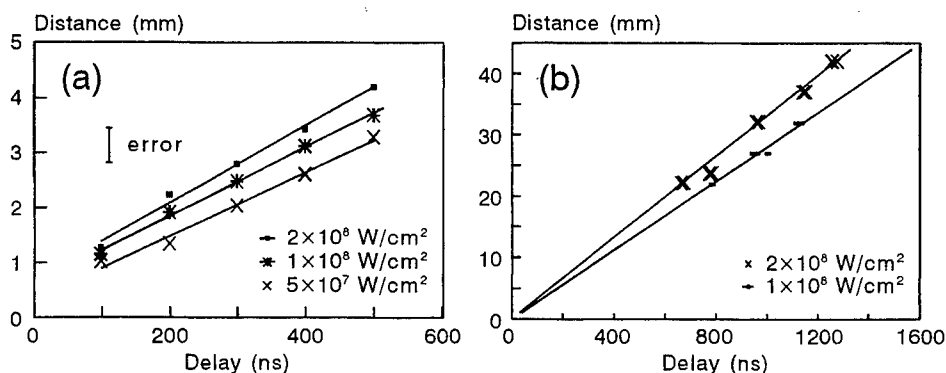 Distance (mm)
5
4
3
2
1
0
(a)
error
2×10⁸ W/cm²
1×10⁸ W/cm²
5×10⁷ W/cm²
0 200 400 600
Delay (ns)
Distance (mm)
40
30
20
10
0
(b)
2×10⁸ W/cm²
1×10⁸ W/cm²
0 400 800 1200 1600
Delay (ns)